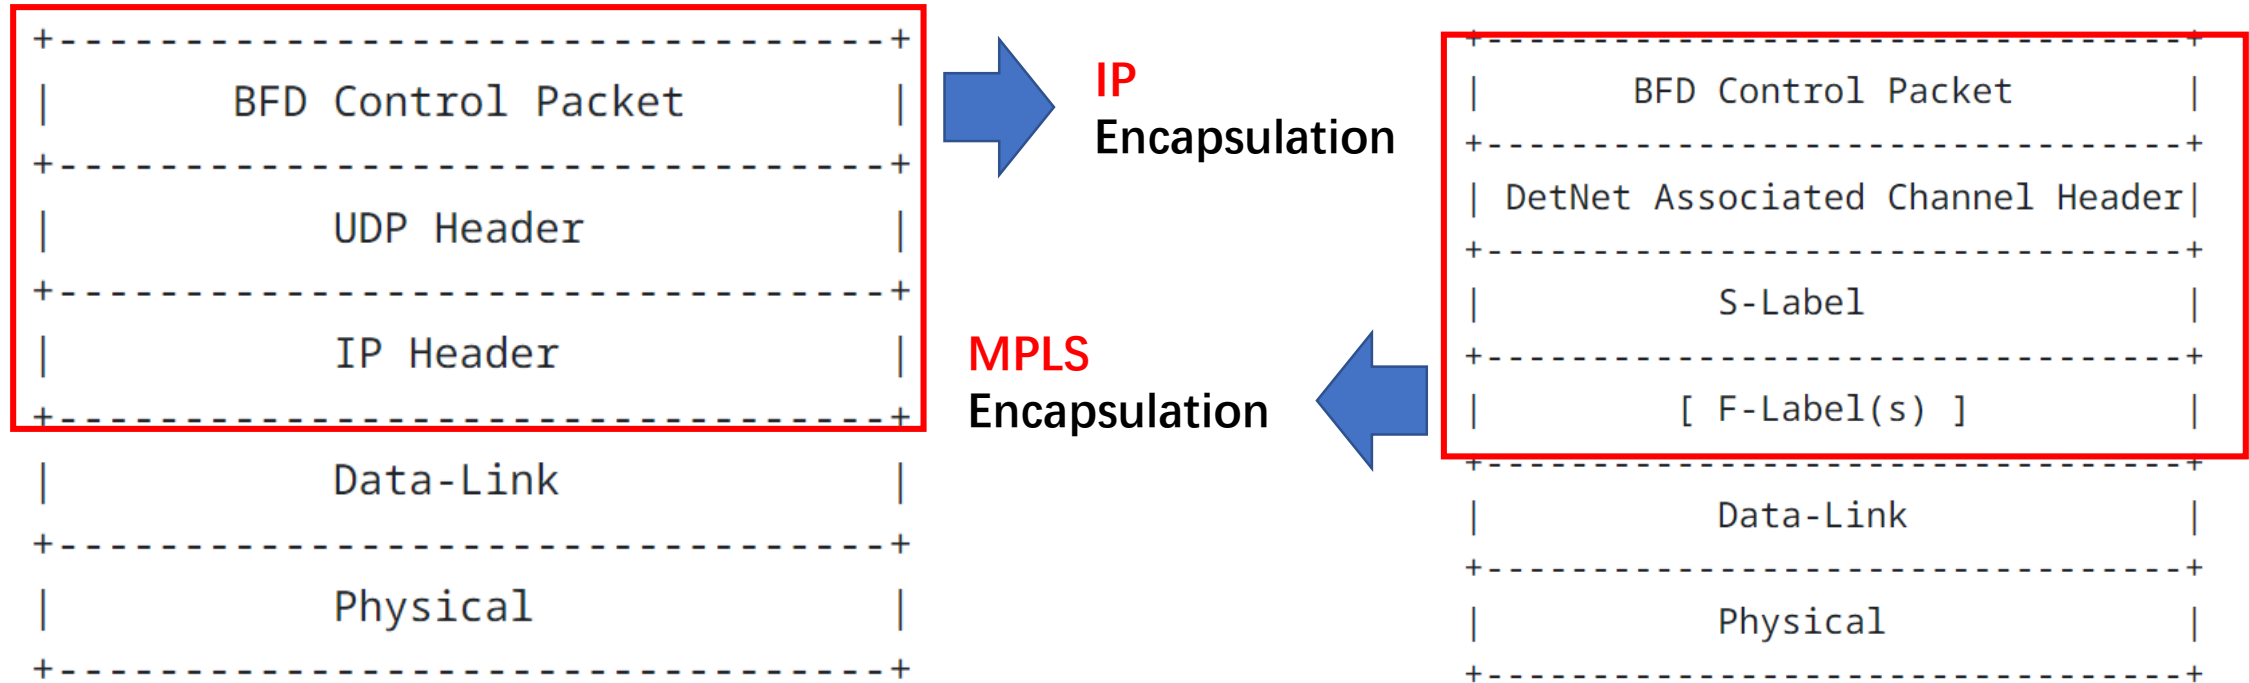 +---------------------------------+
| BFD Control Packet |
+---------------------------------+
| UDP Header |
+---------------------------------+
| IP Header |
+---------------------------------+
| Data-Link |
+---------------------------------+
| Physical |
+---------------------------------+
IP
Encapsulation
MPLS
Encapsulation
+---------------------------------+
| BFD Control Packet |
+---------------------------------+
| DetNet Associated Channel Header|
+---------------------------------+
| S-Label |
+---------------------------------+
| [ F-Label(s) ] |
+---------------------------------+
| Data-Link |
+---------------------------------+
| Physical |
+---------------------------------+